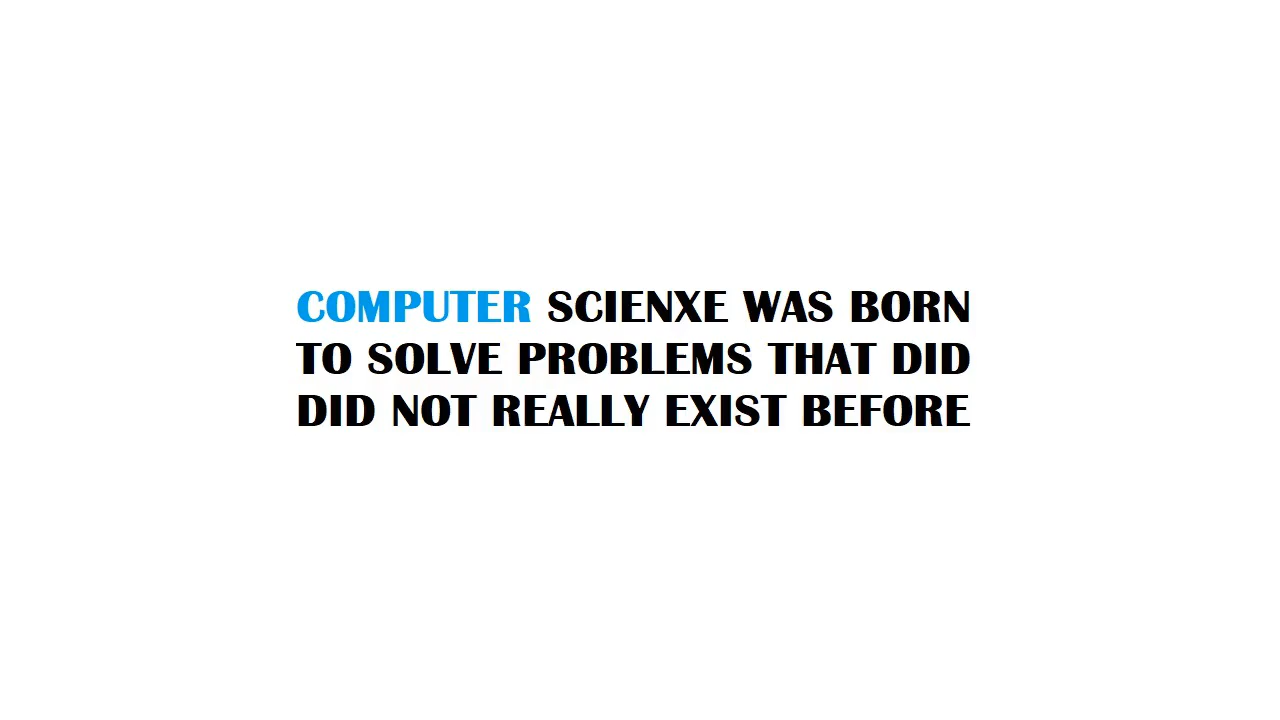 COMPUTER SCIENXE WAS BORN
TO SOLVE PROBLEMS THAT DID
DID NOT REALLY EXIST BEFORE